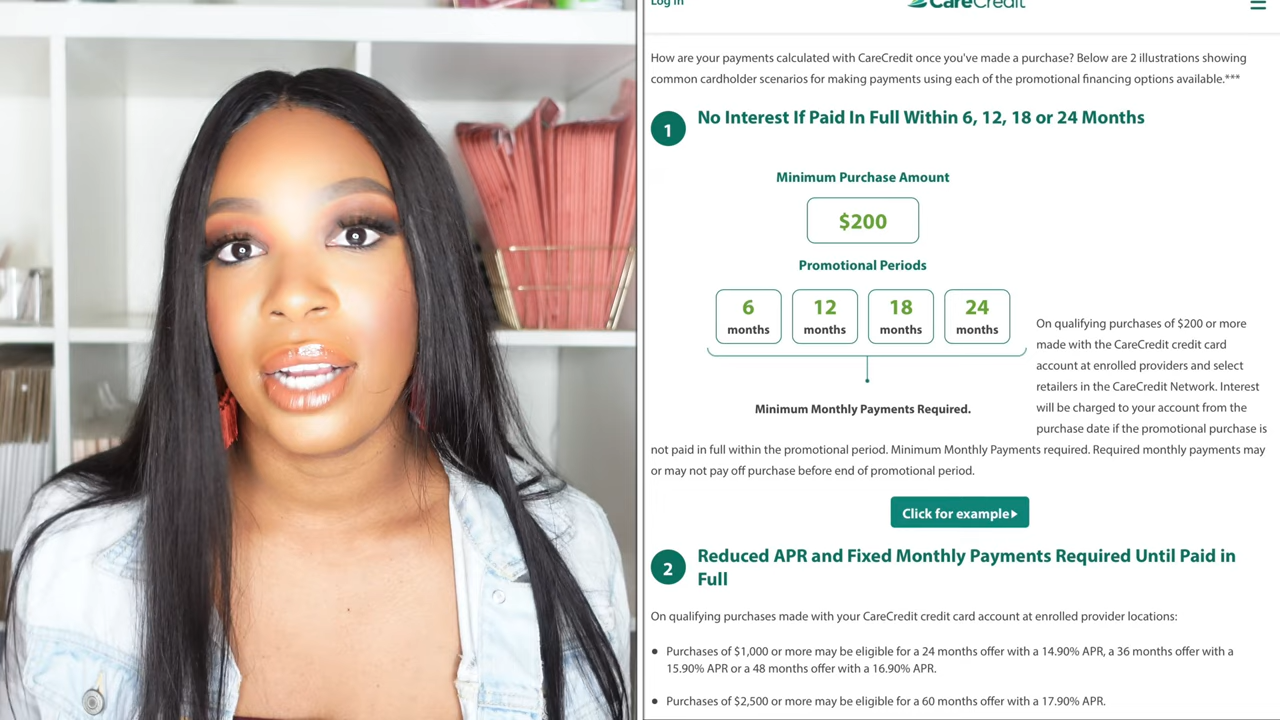 Log in
CareCredit
How are your payments calculated with CareCredit once you've made a purchase? Below are 2 illustrations showing
common cardholder scenarios for making payments using each of the promotional financing options available.***
1
No Interest If Paid In Full Within 6, 12, 18 or 24 Months
Minimum Purchase Amount
$200
Promotional Periods
6 12 18 24
months months months months
Minimum Monthly Payments Required.
On qualifying purchases of $200 or more
made with the CareCredit credit card
account at enrolled providers and select
retailers in the CareCredit Network. Interest
will be charged to your account from the
purchase date if the promotional purchase is
not paid in full within the promotional period. Minimum Monthly Payments required. Required monthly payments may
or may not pay off purchase before end of promotional period.
Click for example
2
Reduced APR and Fixed Monthly Payments Required Until Paid in
Full
On qualifying purchases made with your CareCredit credit card account at enrolled provider locations:
• Purchases of $1,000 or more may be eligible for a 24 months offer with a 14.90% APR, a 36 months offer with a
15.90% APR or a 48 months offer with a 16.90% APR.
• Purchases of $2,500 or more may be eligible for a 60 months offer with a 17.90% APR.